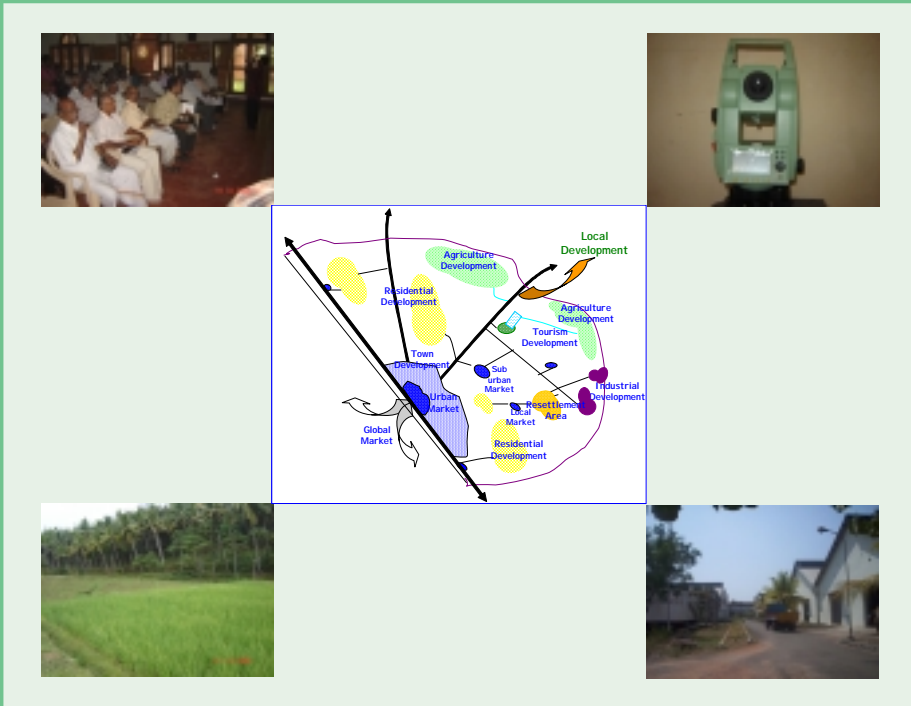 Local
Development
Agriculture
Development
Residential
Development
Agriculture
Development
Tourism
Development
Town
Development
Sub
urban
Market
Industrial
Development
Urban
Market
Resettlement
Area
Local
Market
Global
Market
Residential
Development